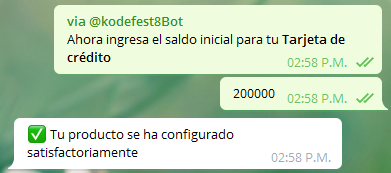 via @kodefest8Bot
Ahora ingresa el saldo inicial para tu Tarjeta de
crédito
02:58 P.M.
200000 02:58 P.M.
✅ Tu producto se ha configurado
satisfactoriamente
02:58 P.M.